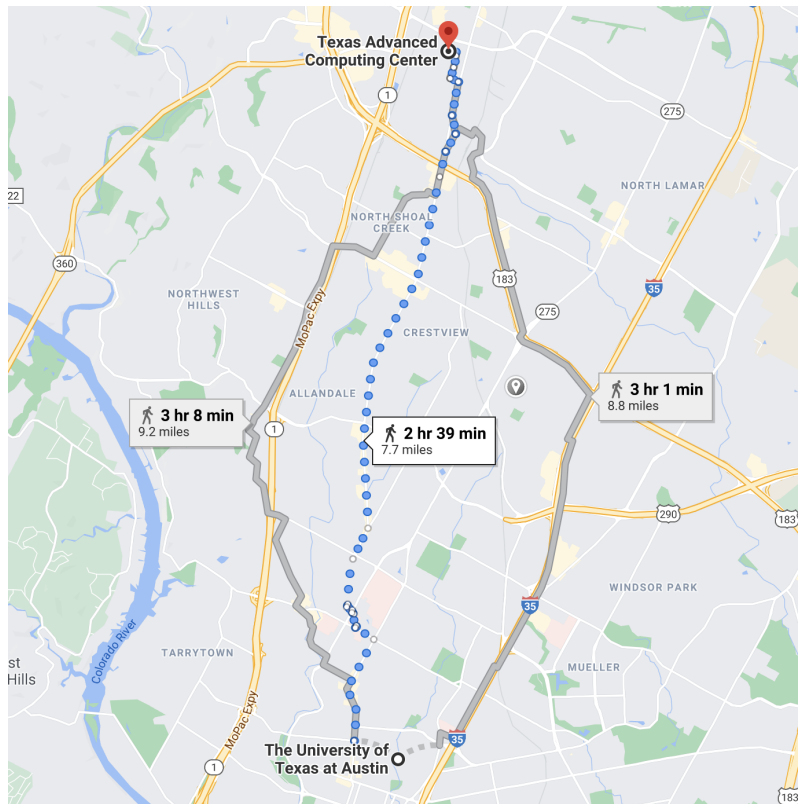 Texas Advanced
Computing Center
1
275
22
NORTH LAMAR
NORTH SHOAL
CREEK
360
183
35
NORTHWEST
HILLS
275
MoPac Expy
CRESTVIEW
ALLANDALE
3 hr 1 min
8.8 miles
3 hr 8 min
9.2 miles
1
2 hr 39 min
7.7 miles
290
183
WINDSOR PARK
35
Colorado River
TARRYTOWN
st
Hills
MUELLER
MoPac Expy
35
The University of
Texas at Austin
1
183